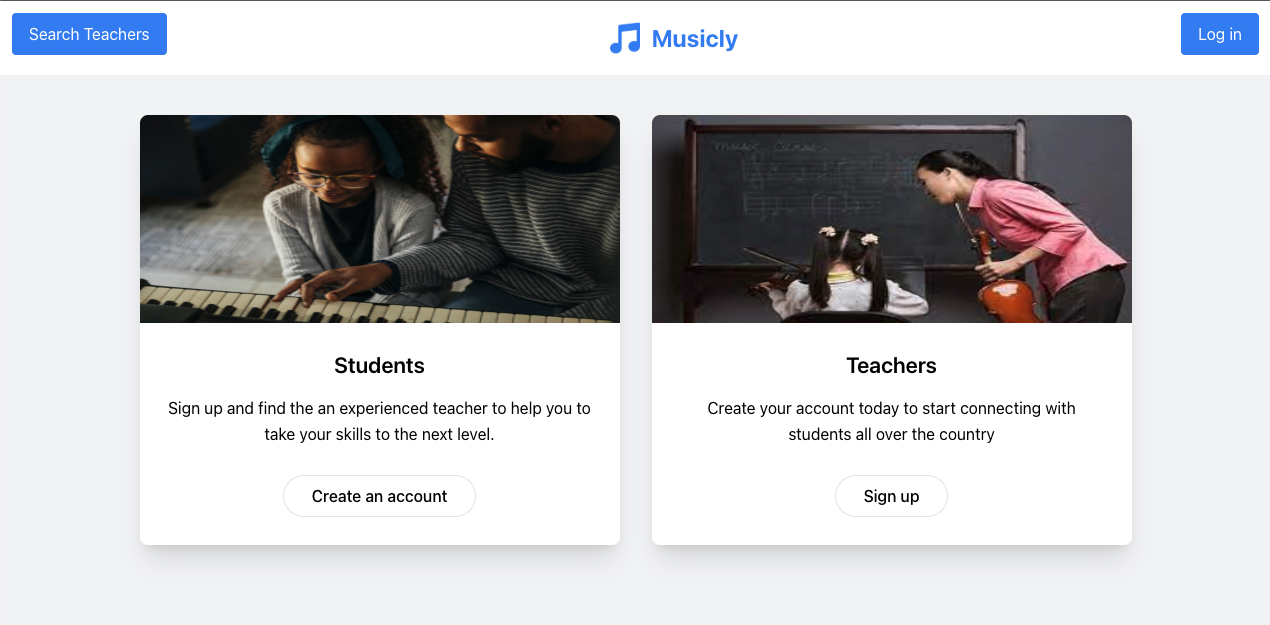 Search Teachers
Musicly
Log in
music Class.
Students
Sign up and find the an experienced teacher to help you to
take your skills to the next level.
Create an account
Teachers
Create your account today to start connecting with
students all over the country
Sign up